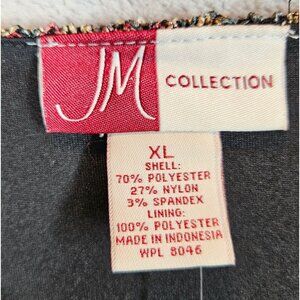 JM COLLECTION
XL
SHELL:
70% POLYESTER
27% NYLON
3% SPANDEX
LINING:
100% POLYESTER
MADE IN INDONESIA
WPL 8046